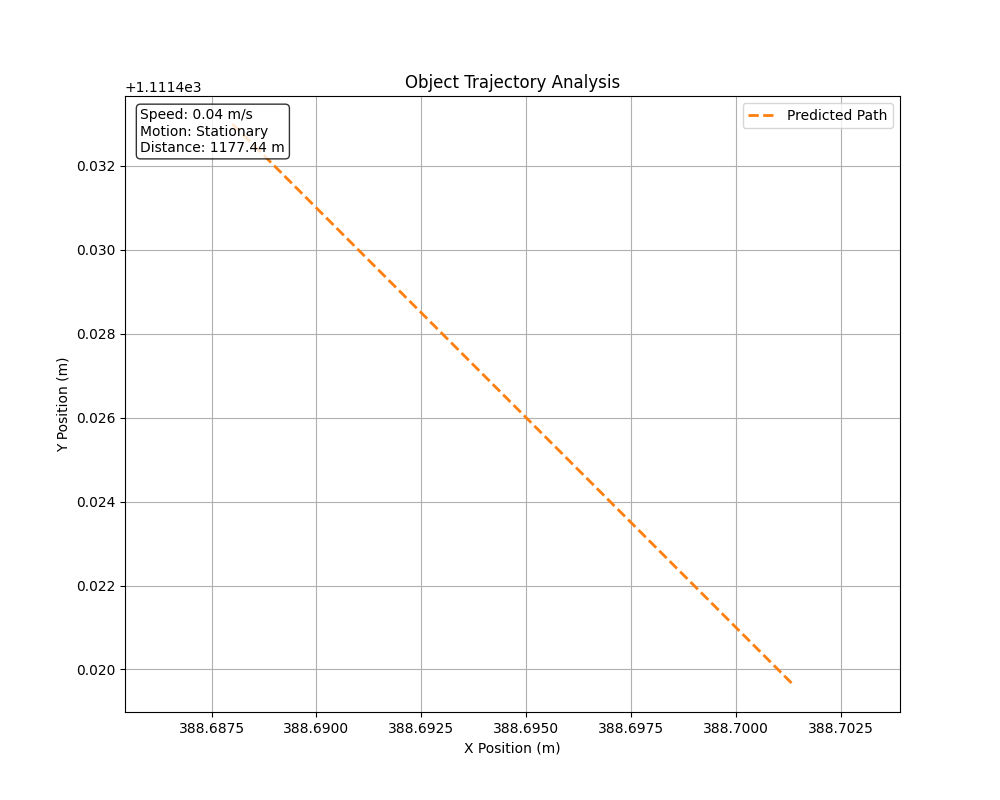 Object Trajectory Analysis
+1.1114e3
Speed: 0.04 m/s
Motion: Stationary
Distance: 1177.44 m
Predicted Path
0.032
0.030
0.028
0.026
0.024
0.022
0.020
Y Position (m)
388.6875 388.6900 388.6925 388.6950 388.6975 388.7000 388.7025
X Position (m)